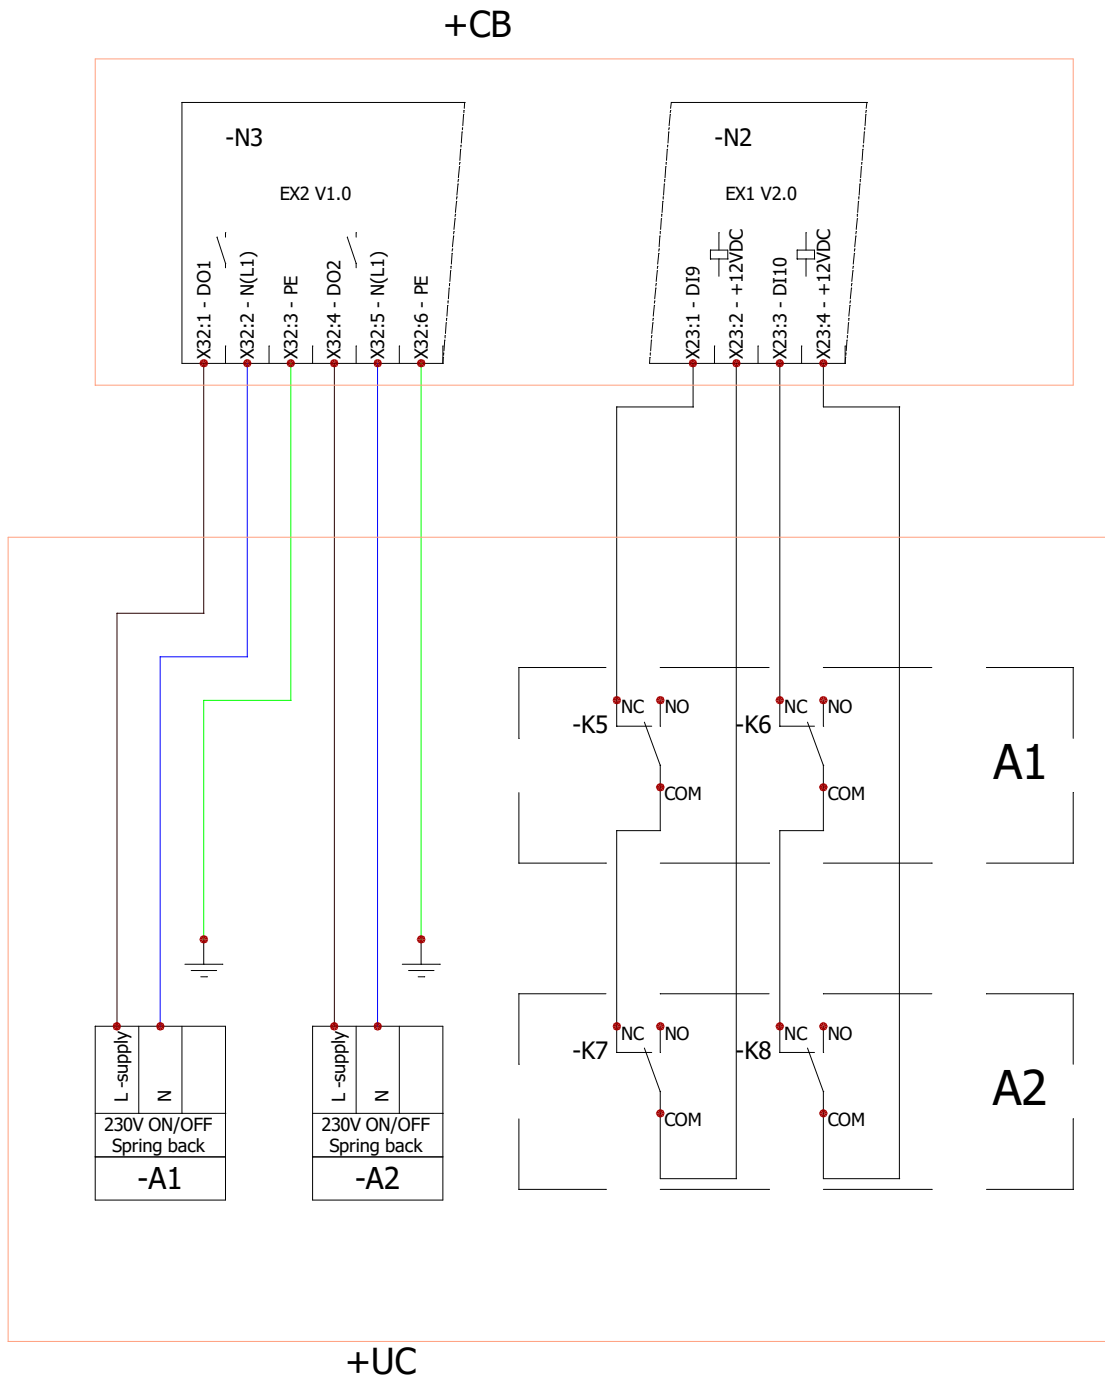 +CB
-N3
EX2 V1.0
X32:1 - DO1
X32:2 - N(L1)
X32:3 - PE
X32:4 - DO2
X32:5 - N(L1)
X32:6 - PE
-N2
EX1 V2.0
X23:1 - DI9
X23:2 - +12VDC
X23:3 - DI10
X23:4 - +12VDC
-K5
NC
NO
COM
-K6
NC
NO
COM
A1
-K7
NC
NO
COM
-K8
NC
NO
COM
A2
L -supply
N
230V ON/OFF
Spring back
-A1
L -supply
N
230V ON/OFF
Spring back
-A2
+UC